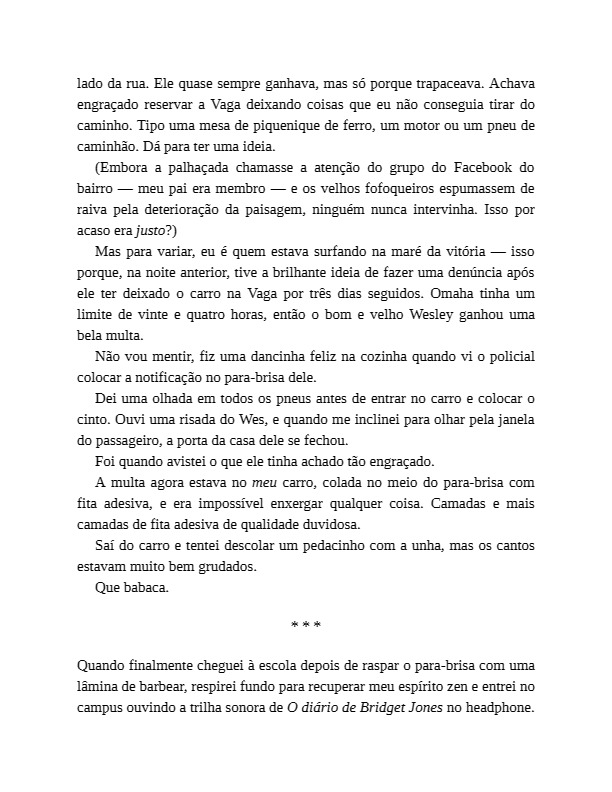 lado da rua. Ele quase sempre ganhava, mas só porque trapaceava. Achava
engraçado reservar a Vaga deixando coisas que eu não conseguia tirar do
caminho. Tipo uma mesa de piquenique de ferro, um motor ou um pneu de
caminhão. Dá para ter uma ideia.
(Embora a palhaçada chamasse a atenção do grupo do Facebook do
bairro — meu pai era membro — e os velhos fofoqueiros espumassem de
raiva pela deterioração da paisagem, ninguém nunca intervinha. Isso por
acaso era justo?)
Mas para variar, eu é quem estava surfando na maré da vitória — isso
porque, na noite anterior, tive a brilhante ideia de fazer uma denúncia após
ele ter deixado o carro na Vaga por três dias seguidos. Omaha tinha um
limite de vinte e quatro horas, então o bom e velho Wesley ganhou uma
bela multa.
Não vou mentir, fiz uma dancinha feliz na cozinha quando vi o policial
colocar a notificação no para-brisa dele.
Dei uma olhada em todos os pneus antes de entrar no carro e colocar o
cinto. Ouvi uma risada do Wes, e quando me inclinei para olhar pela janela
do passageiro, a porta da casa dele se fechou.
Foi quando avistei o que ele tinha achado tão engraçado.
A multa agora estava no meu carro, colada no meio do para-brisa com
fita adesiva, e era impossível enxergar qualquer coisa. Camadas e mais
camadas de fita adesiva de qualidade duvidosa.
Saí do carro e tentei descolar um pedacinho com a unha, mas os cantos
estavam muito bem grudados.
Que babaca.
* * *
Quando finalmente cheguei à escola depois de raspar o para-brisa com uma
lâmina de barbear, respirei fundo para recuperar meu espírito zen e entrei no
campus ouvindo a trilha sonora de O diário de Bridget Jones no headphone.